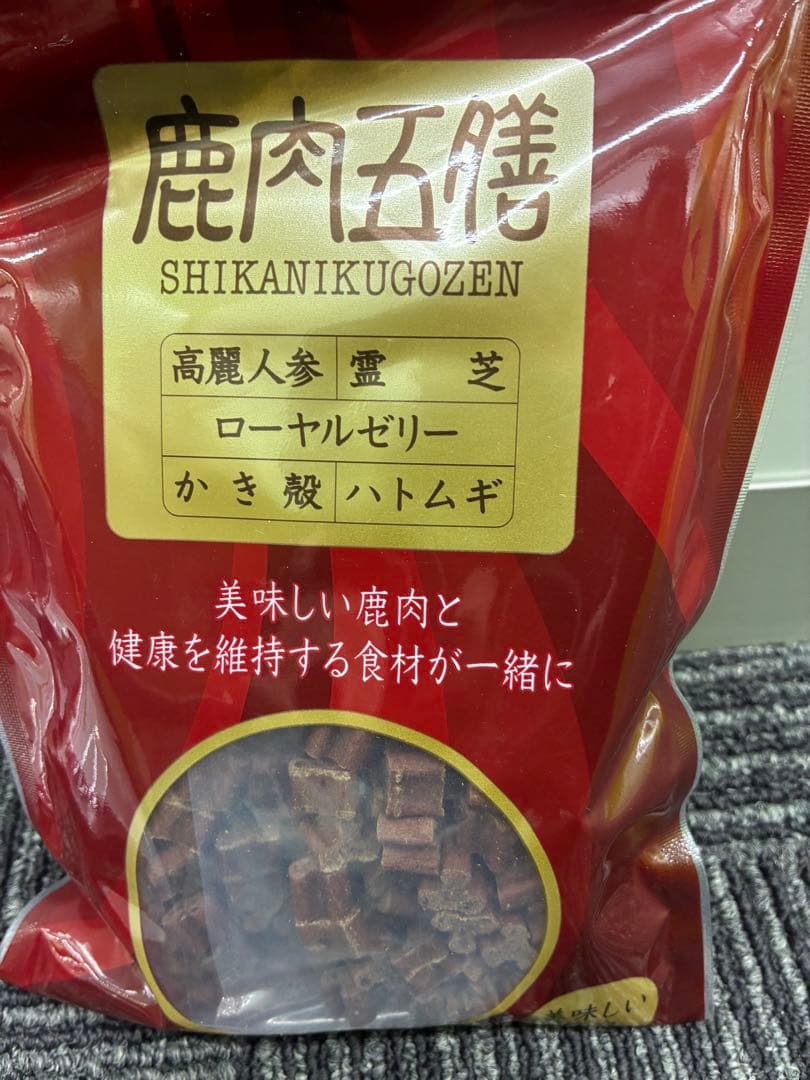 鹿肉五膳
SHIKANIKUGOZEN
高麗人参 霊芝
ローヤルゼリー
かき殻 ハトムギ
美味しい鹿肉と
健康を維持する食材が一緒に
美味しい